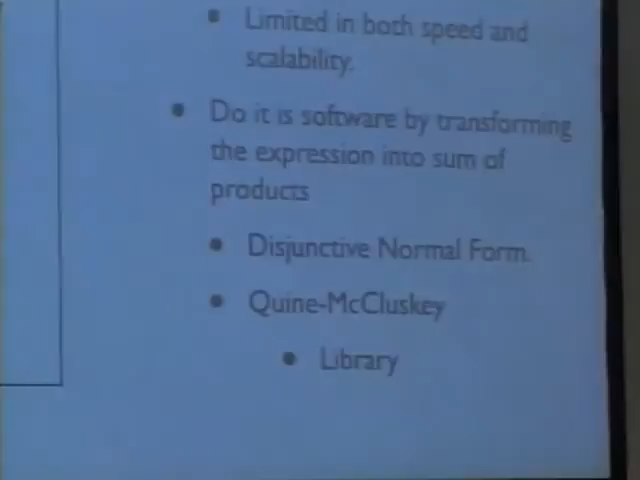 Limited in both speed and
scalability.
Do it is software by transforming
the expression into sum of
products
Disjunctive Normal Form.
Quine-McCluskey
Library